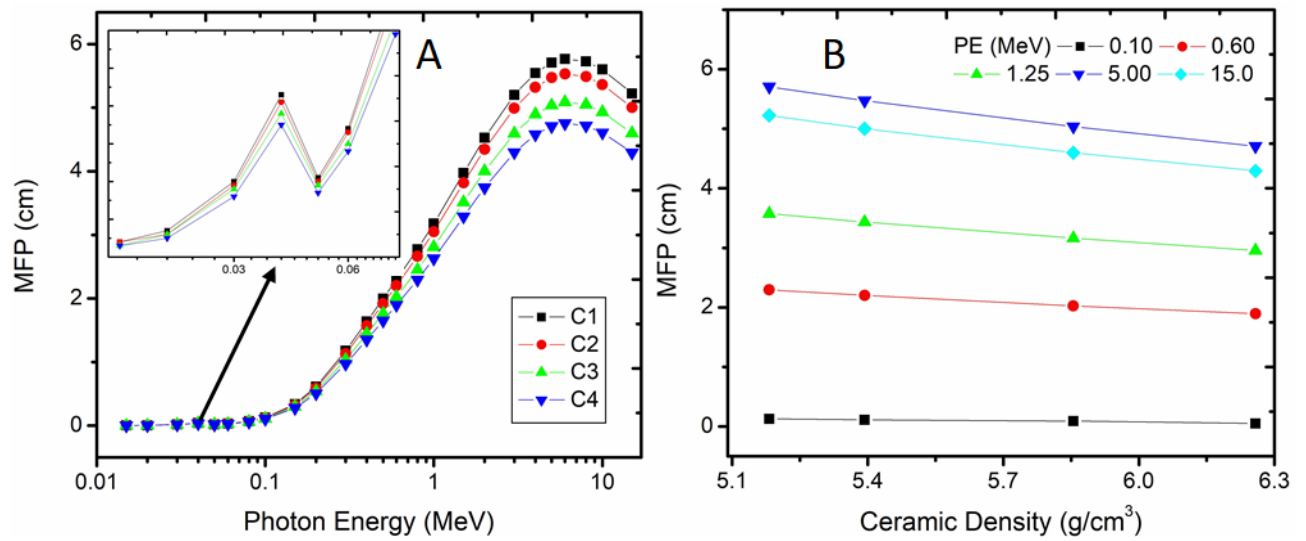 A
MFP (cm)
6
4
2
0
0.03
0.06
C1
C2
C3
C4
0.01
0.1
1
10
Photon Energy (MeV)
B
PE (MeV)
0.10
0.60
1.25
5.00
15.0
MFP (cm)
6
4
2
0
5.1
5.4
5.7
6.0
6.3
Ceramic Density (g/cm³)